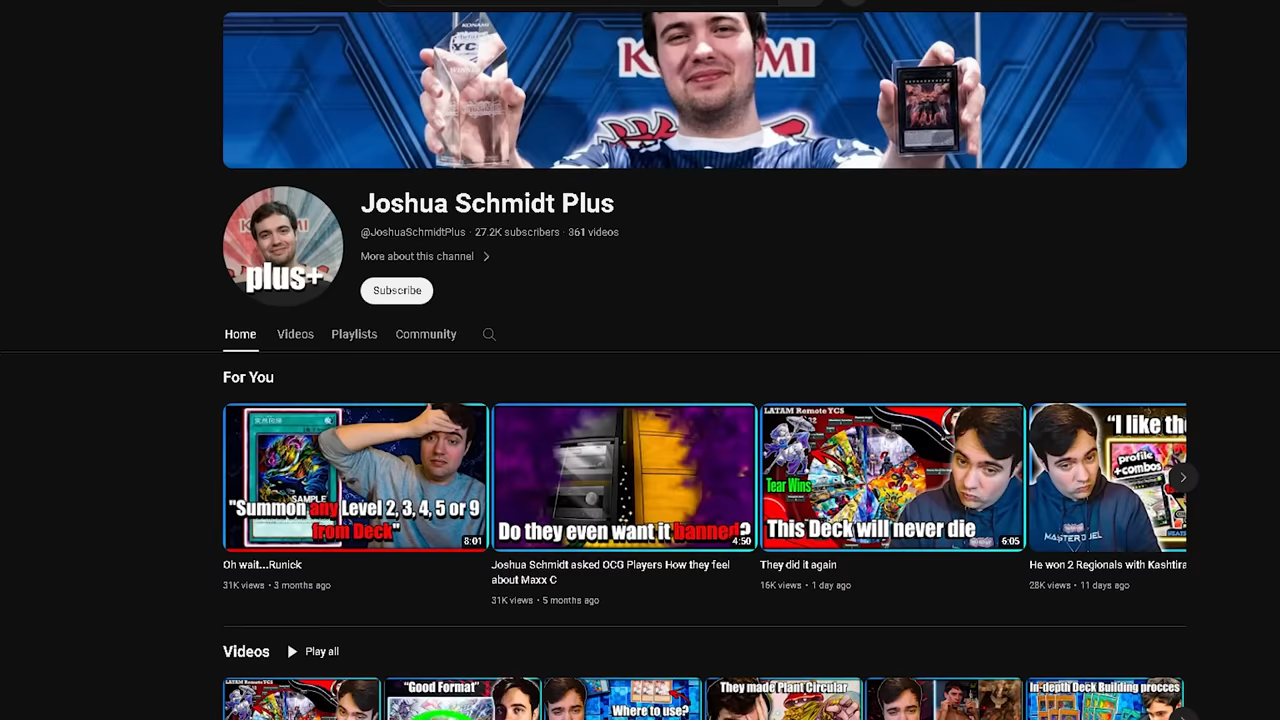 KONAMI
YCS
Joshua Schmidt Plus
@JoshuaSchmidtPlus · 27.2K subscribers · 361 videos
More about this channel
plus+
Subscribe
Home
Videos
Playlists
Community
For You
SAMPLE
"Summon any Level 2, 3, 4, 5 or 9
from Deck"
8:01
Oh wait...Runick
31K views · 3 months ago
Do they even want it banned?
4:50
Joshua Schmidt asked OCG Players How they feel
about Maxx C
31K views · 5 months ago
LATAM Remote YCS
Tear Wins
This Deck will never die
6:05
They did it again
16K views · 1 day ago
"I like the
profile
+combos
MASTER DUEL
He won 2 Regionals with Kashtira
28K views · 11 days ago
Videos
Play all
LATAM Remote YCS
"Good Format"
Where to use?
They made Plant Circular
In-depth Deck Building procces